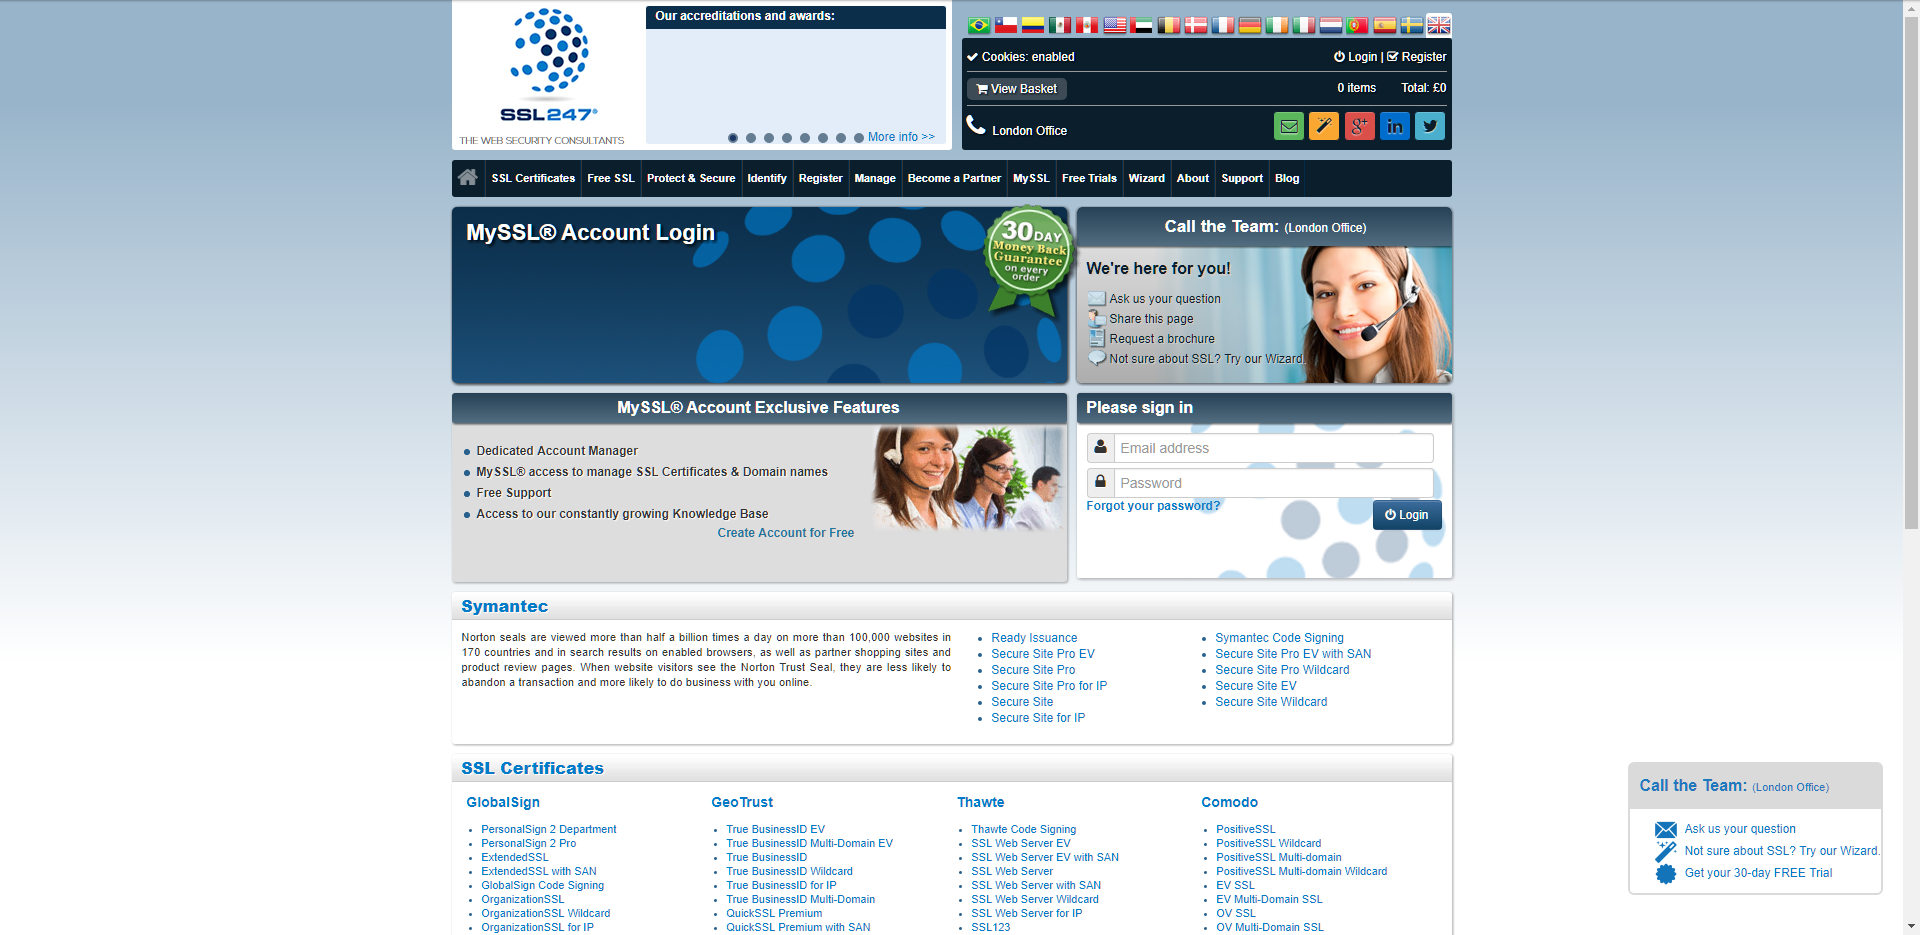 SSL247®
THE WEB SECURITY CONSULTANTS
Our accreditations and awards:
More info >>
Cookies: enabled
Login | Register
View Basket
0 items Total: £0
London Office
SSL Certificates Free SSL Protect & Secure Identify Register Manage Become a Partner MySSL Free Trials Wizard About Support Blog
MySSL® Account Login
30 DAY
Money Back
Guarantee
on every
order
Call the Team: (London Office)
We're here for you!
Ask us your question
Share this page
Request a brochure
Not sure about SSL? Try our Wizard.
MySSL® Account Exclusive Features
Dedicated Account Manager
MySSL® access to manage SSL Certificates & Domain names
Free Support
Access to our constantly growing Knowledge Base
Create Account for Free
Please sign in
Email address
Password
Forgot your password?
Login
Symantec
Norton seals are viewed more than half a billion times a day on more than 100,000 websites in
170 countries and in search results on enabled browsers, as well as partner shopping sites and
product review pages. When website visitors see the Norton Trust Seal, they are less likely to
abandon a transaction and more likely to do business with you online.
Ready Issuance
Secure Site Pro EV
Secure Site Pro
Secure Site Pro for IP
Secure Site
Secure Site for IP
Symantec Code Signing
Secure Site Pro EV with SAN
Secure Site Pro Wildcard
Secure Site EV
Secure Site Wildcard
SSL Certificates
GlobalSign
PersonalSign 2 Department
PersonalSign 2 Pro
ExtendedSSL
ExtendedSSL with SAN
GlobalSign Code Signing
OrganizationSSL
OrganizationSSL Wildcard
OrganizationSSL for IP
GeoTrust
True BusinessID EV
True BusinessID Multi-Domain EV
True BusinessID
True BusinessID Wildcard
True BusinessID for IP
True BusinessID Multi-Domain
QuickSSL Premium
QuickSSL Premium with SAN
Thawte
Thawte Code Signing
SSL Web Server EV
SSL Web Server EV with SAN
SSL Web Server
SSL Web Server with SAN
SSL Web Server Wildcard
SSL Web Server for IP
SSL123
Comodo
PositiveSSL
PositiveSSL Wildcard
PositiveSSL Multi-domain
PositiveSSL Multi-domain Wildcard
EV SSL
EV Multi-Domain SSL
OV SSL
OV Multi-Domain SSL
Call the Team: (London Office)
Ask us your question
Not sure about SSL? Try our Wizard.
Get your 30-day FREE Trial